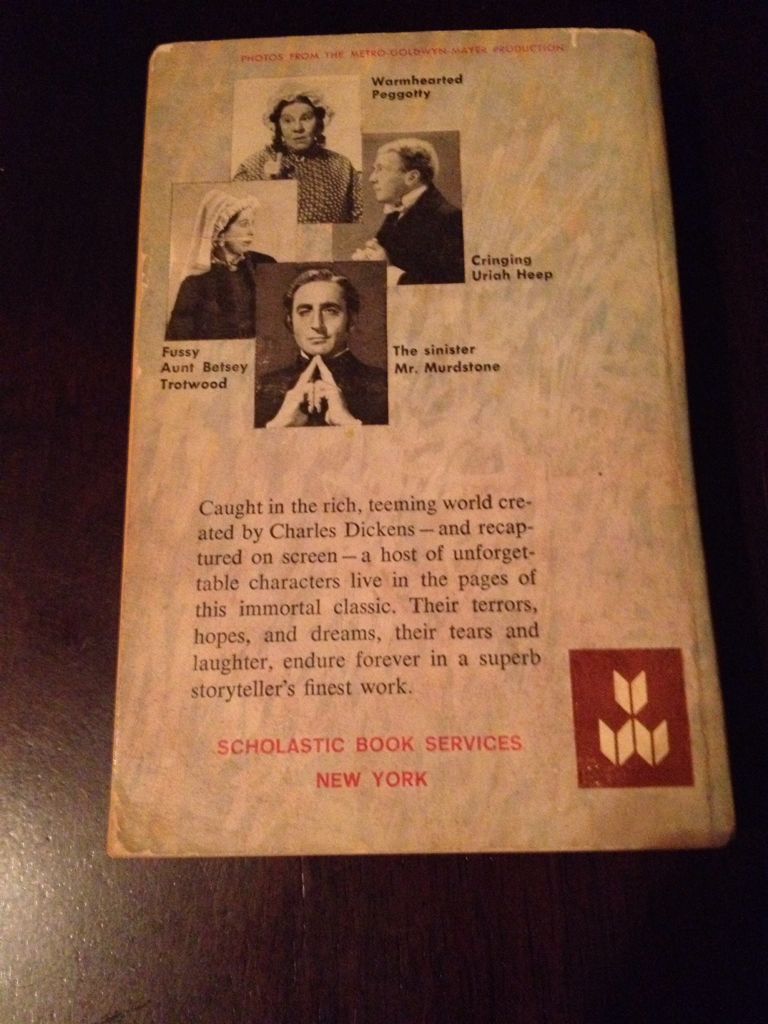 PHOTOS FROM THE METRO-GOLDWYN-MAYER PRODUCTION
Warmhearted
Peggotty
Cringing
Uriah Heep
Fussy
Aunt Betsey
Trotwood
The sinister
Mr. Murdstone
Caught in the rich, teeming world cre-
ated by Charles Dickens — and recap-
tured on screen — a host of unforget-
table characters live in the pages of
this immortal classic. Their terrors,
hopes, and dreams, their tears and
laughter, endure forever in a superb
storyteller's finest work.
SCHOLASTIC BOOK SERVICES
NEW YORK